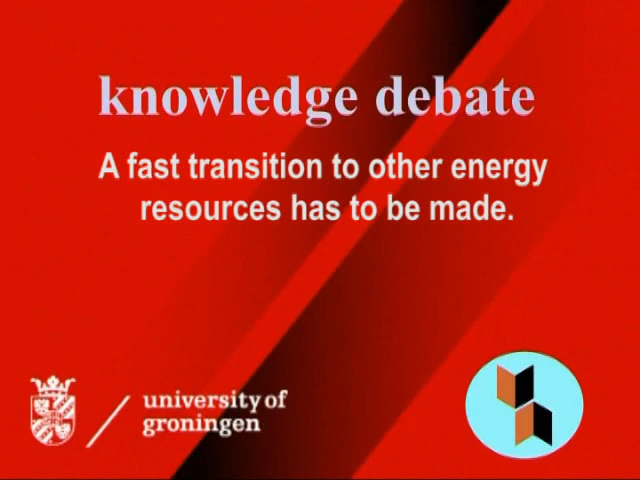 knowledge debate
A fast transition to other energy
resources has to be made.
university of
groningen